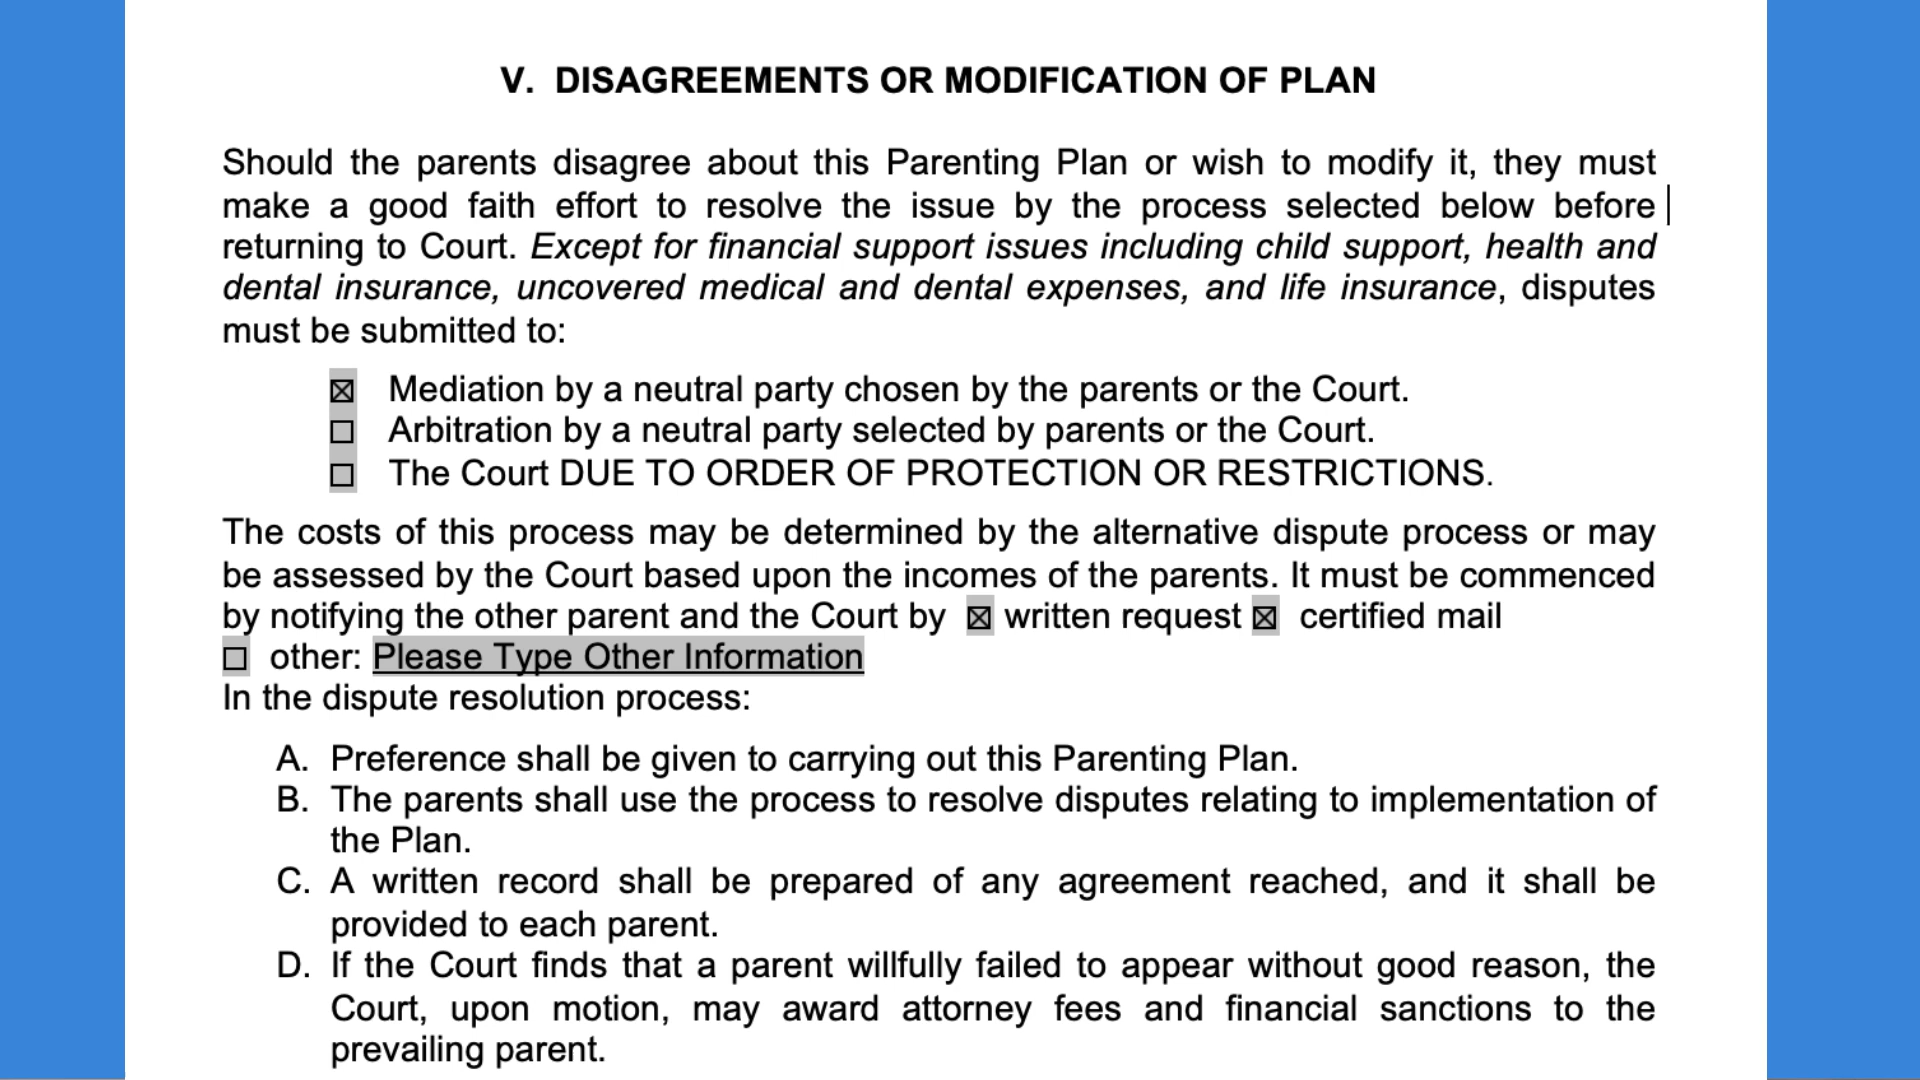 V. DISAGREEMENTS OR MODIFICATION OF PLAN
Should the parents disagree about this Parenting Plan or wish to modify it, they must
make a good faith effort to resolve the issue by the process selected below before
returning to Court. Except for financial support issues including child support, health and
dental insurance, uncovered medical and dental expenses, and life insurance, disputes
must be submitted to:
☒ Mediation by a neutral party chosen by the parents or the Court.
☐ Arbitration by a neutral party selected by parents or the Court.
☐ The Court DUE TO ORDER OF PROTECTION OR RESTRICTIONS.
The costs of this process may be determined by the alternative dispute process or may
be assessed by the Court based upon the incomes of the parents. It must be commenced
by notifying the other parent and the Court by ☒ written request ☒ certified mail
☐ other: Please Type Other Information
In the dispute resolution process:
A. Preference shall be given to carrying out this Parenting Plan.
B. The parents shall use the process to resolve disputes relating to implementation of
the Plan.
C. A written record shall be prepared of any agreement reached, and it shall be
provided to each parent.
D. If the Court finds that a parent willfully failed to appear without good reason, the
Court, upon motion, may award attorney fees and financial sanctions to the
prevailing parent.